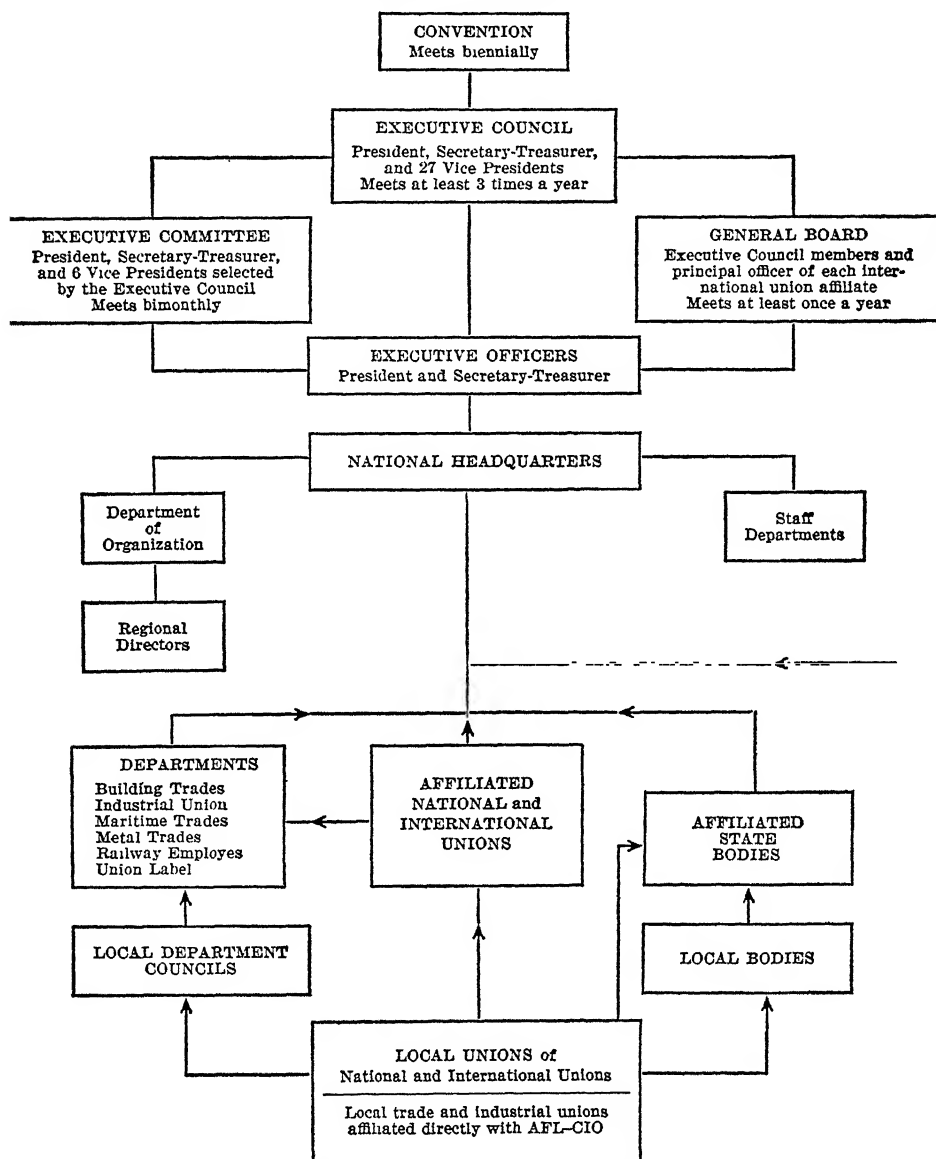 CONVENTION
Meets biennially
EXECUTIVE COUNCIL
President, Secretary-Treasurer,
and 27 Vice Presidents
Meets at least 3 times a year
EXECUTIVE COMMITTEE
President, Secretary-Treasurer,
and 6 Vice Presidents selected
by the Executive Council
Meets bimonthly
GENERAL BOARD
Executive Council members and
principal officer of each inter-
national union affiliate
Meets at least once a year
EXECUTIVE OFFICERS
President and Secretary-Treasurer
NATIONAL HEADQUARTERS
Department
of
Organization
Staff
Departments
Regional
Directors
DEPARTMENTS
Building Trades
Industrial Union
Maritime Trades
Metal Trades
Railway Employes
Union Label
AFFILIATED
NATIONAL and
INTERNATIONAL
UNIONS
AFFILIATED
STATE
BODIES
LOCAL DEPARTMENT
COUNCILS
LOCAL BODIES
LOCAL UNIONS of
National and International Unions
Local trade and industrial unions
affiliated directly with AFL–CIO